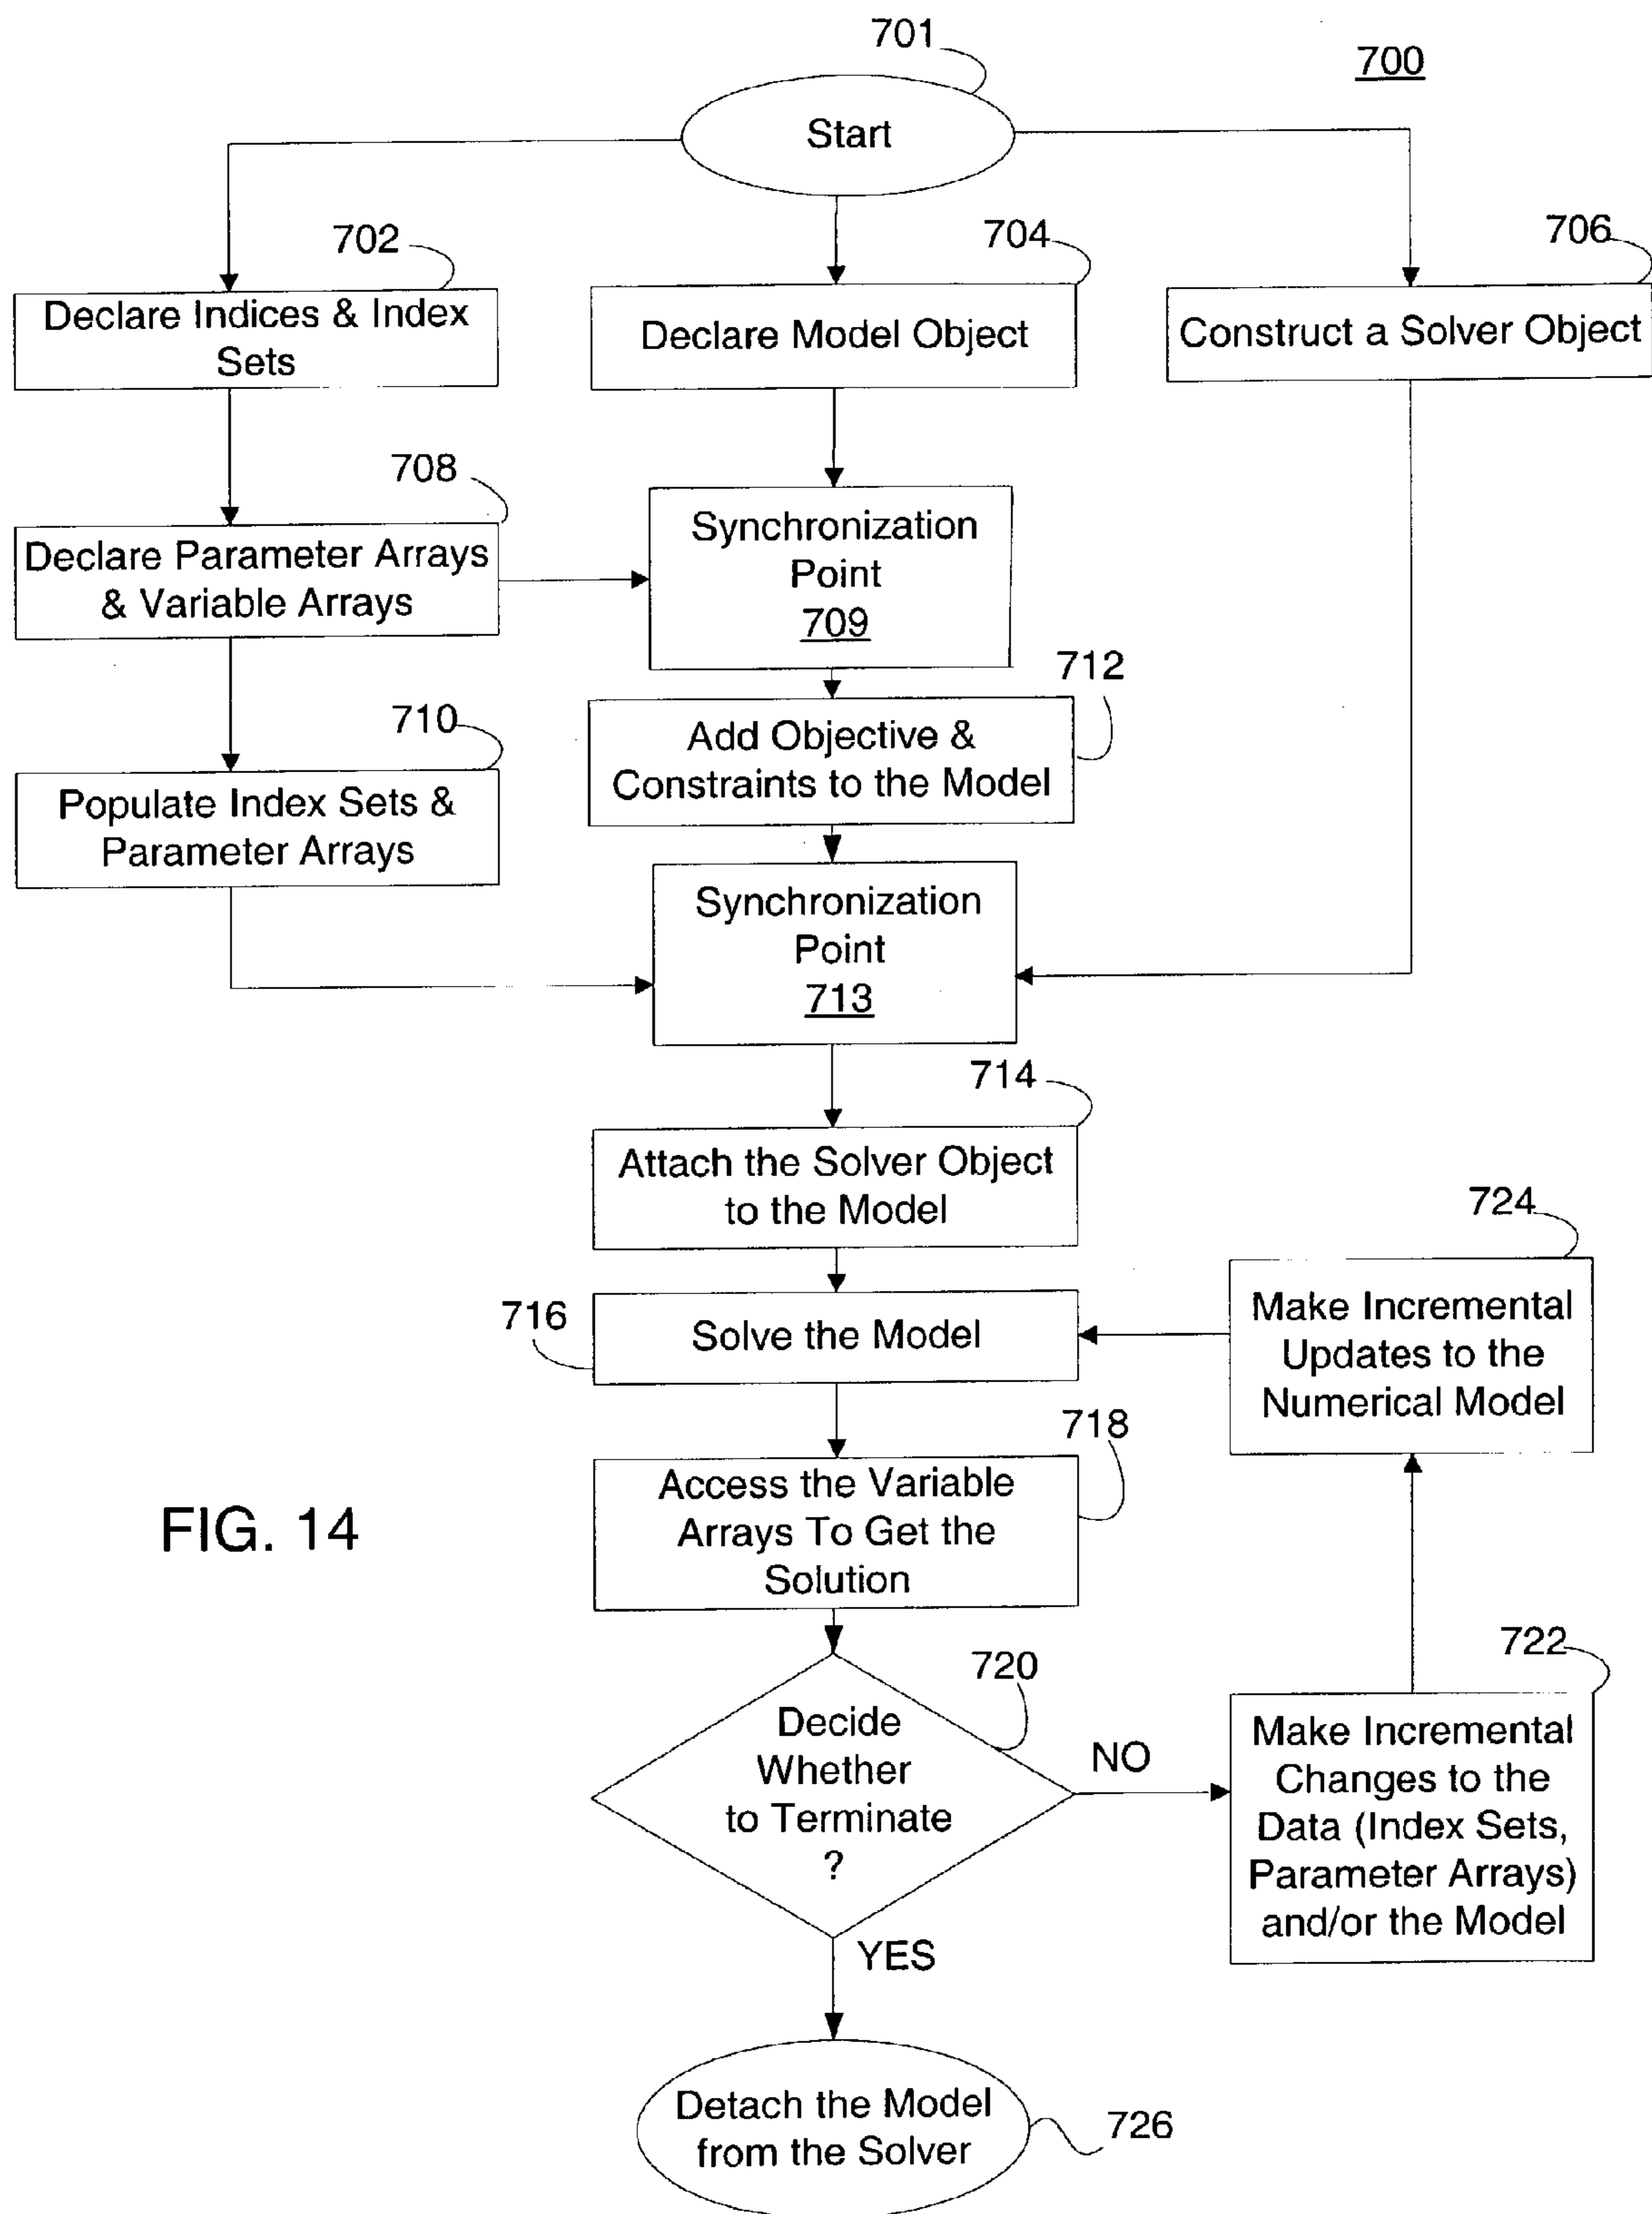 701
700
Start
702
704
706
Declare Indices & Index
Sets
Declare Model Object
Construct a Solver Object
708
Declare Parameter Arrays
& Variable Arrays
Synchronization
Point
709
712
710
Add Objective &
Constraints to the Model
Populate Index Sets &
Parameter Arrays
Synchronization
Point
713
714
Attach the Solver Object
to the Model
724
716
Solve the Model
Make Incremental
Updates to the
Numerical Model
718
Access the Variable
Arrays To Get the
Solution
FIG. 14
720
722
Decide
Whether
to Terminate
?
NO
Make Incremental
Changes to the
Data (Index Sets,
Parameter Arrays)
and/or the Model
YES
Detach the Model
from the Solver
726